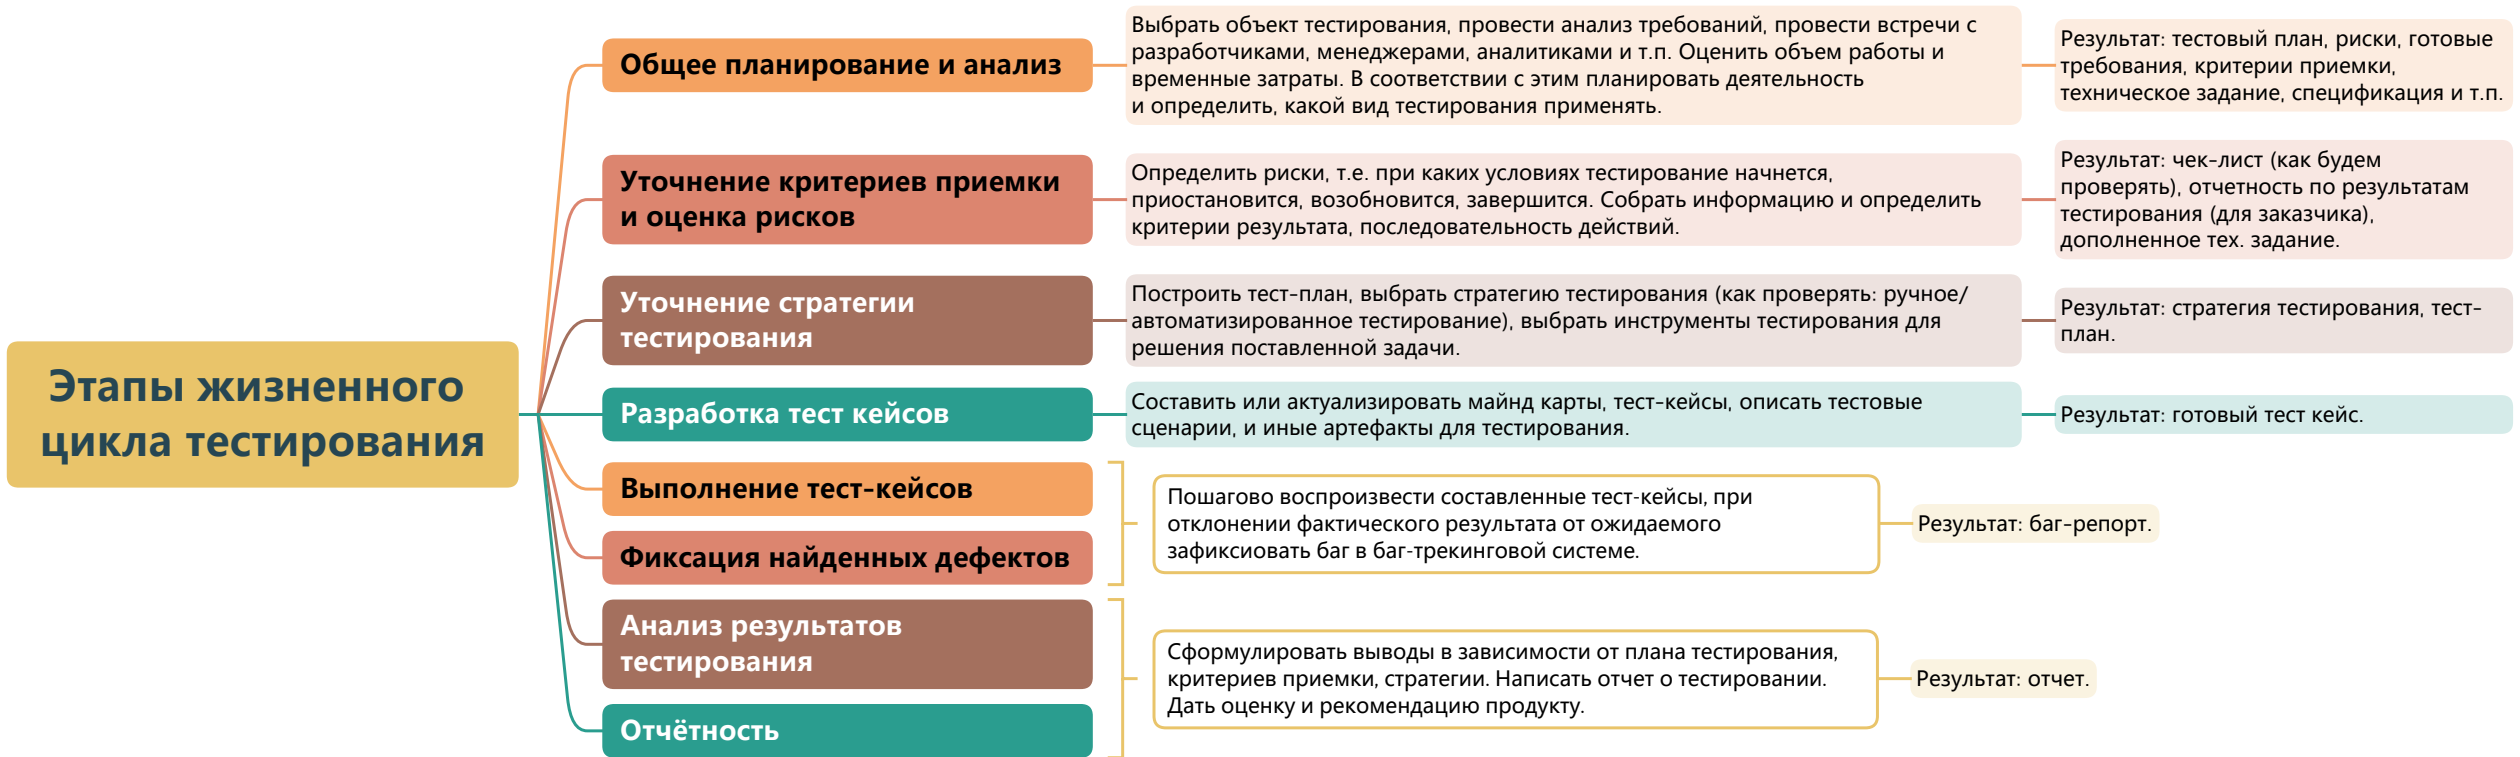 Этапы жизненного
цикла тестирования
Общее планирование и анализ
Выбрать объект тестирования, провести анализ требований, провести встречи с
разработчиками, менеджерами, аналитиками и т.п. Оценить объем работы и
временные затраты. В соответствии с этим планировать деятельность
и определить, какой вид тестирования применять.
Результат: тестовый план, риски, готовые
требования, критерии приемки,
техническое задание, спецификация и т.п.
Уточнение критериев приемки
и оценка рисков
Определить риски, т.е. при каких условиях тестирование начнется,
приостановится, возобновится, завершится. Собрать информацию и определить
критерии результата, последовательность действий.
Результат: чек-лист (как будем
проверять), отчетность по результатам
тестирования (для заказчика),
дополненное тех. задание.
Уточнение стратегии
тестирования
Построить тест-план, выбрать стратегию тестирования (как проверять: ручное/
автоматизированное тестирование), выбрать инструменты тестирования для
решения поставленной задачи.
Результат: стратегия тестирования, тест-
план.
Разработка тест кейсов
Составить или актуализировать майнд карты, тест-кейсы, описать тестовые
сценарии, и иные артефакты для тестирования.
Результат: готовый тест кейс.
Выполнение тест-кейсов
Фиксация найденных дефектов
Пошагово воспроизвести составленные тест-кейсы, при
отклонении фактического результата от ожидаемого
зафиксиовать баг в баг-трекинговой системе.
Результат: баг-репорт.
Анализ результатов
тестирования
Отчётность
Сформулировать выводы в зависимости от плана тестирования,
критериев приемки, стратегии. Написать отчет о тестировании.
Дать оценку и рекомендацию продукту.
Результат: отчет.